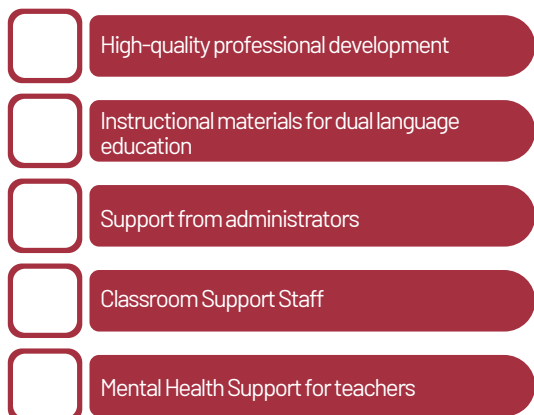 High-quality professional development
Instructional materials for dual language
education
Support from administrators
Classroom Support Staff
Mental Health Support for teachers